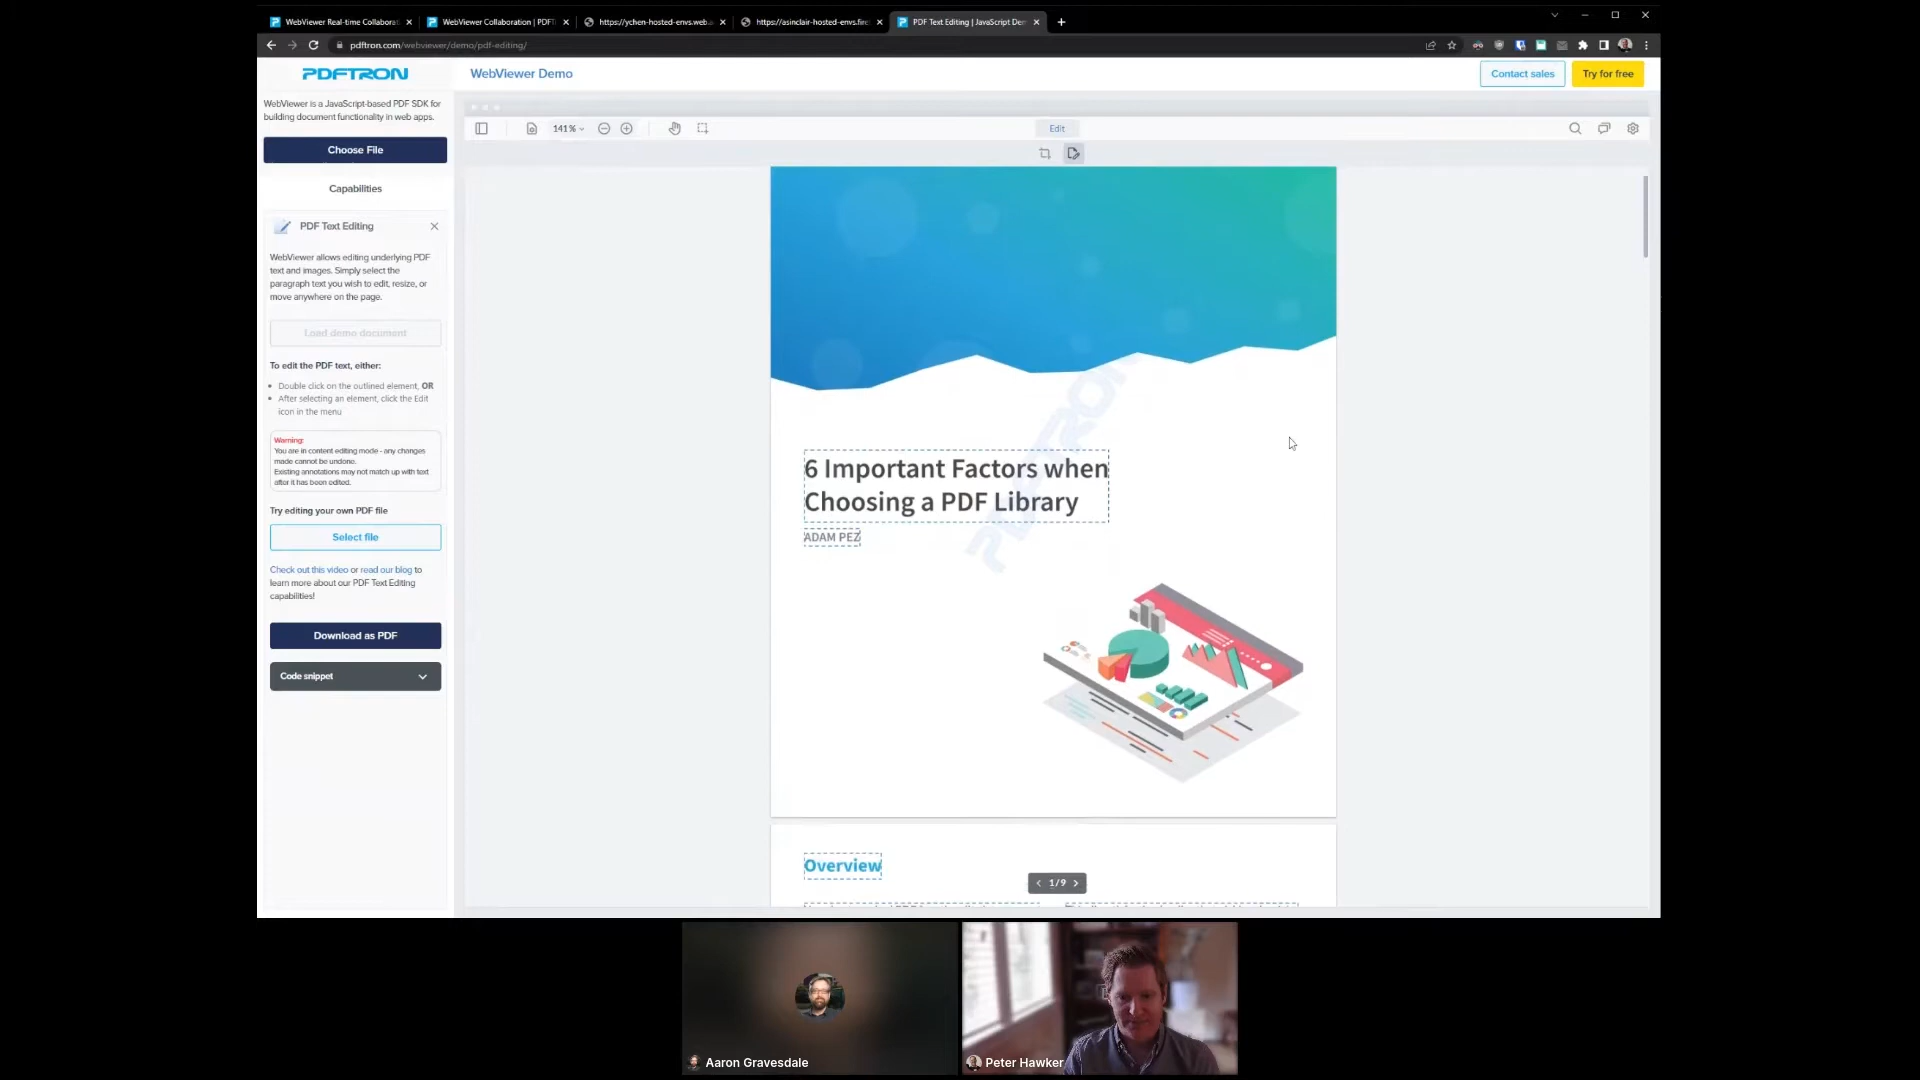 WebViewer Real-time Collaborat
WebViewer Collaboration | PDFT
https://ychen-hosted-envs.web.a
https://asinclair-hosted-envs.fire
PDF Text Editing | JavaScript Dem
pdftron.com/webviewer/demo/pdf-editing/
PDFTRON
WebViewer Demo
Contact sales
Try for free
WebViewer is a JavaScript-based PDF SDK for
building document functionality in web apps.
Choose File
Capabilities
PDF Text Editing
WebViewer allows editing underlying PDF
text and images. Simply select the
paragraph text you wish to edit, resize, or
move anywhere on the page.
Load demo document
To edit the PDF text, either:
Double click on the outlined element, OR
After selecting an element, click the Edit
icon in the menu
Warning:
You are in content editing mode - any changes
made cannot be undone.
Existing annotations may not match up with text
after it has been edited.
Try editing your own PDF file
Select file
Check out this video or read our blog to
learn more about our PDF Text Editing
capabilities!
Download as PDF
Code snippet
141%
Edit
PDFTRON
6 Important Factors when
Choosing a PDF Library
ADAM PEZ
Overview
1/9
Aaron Gravesdale
Peter Hawker